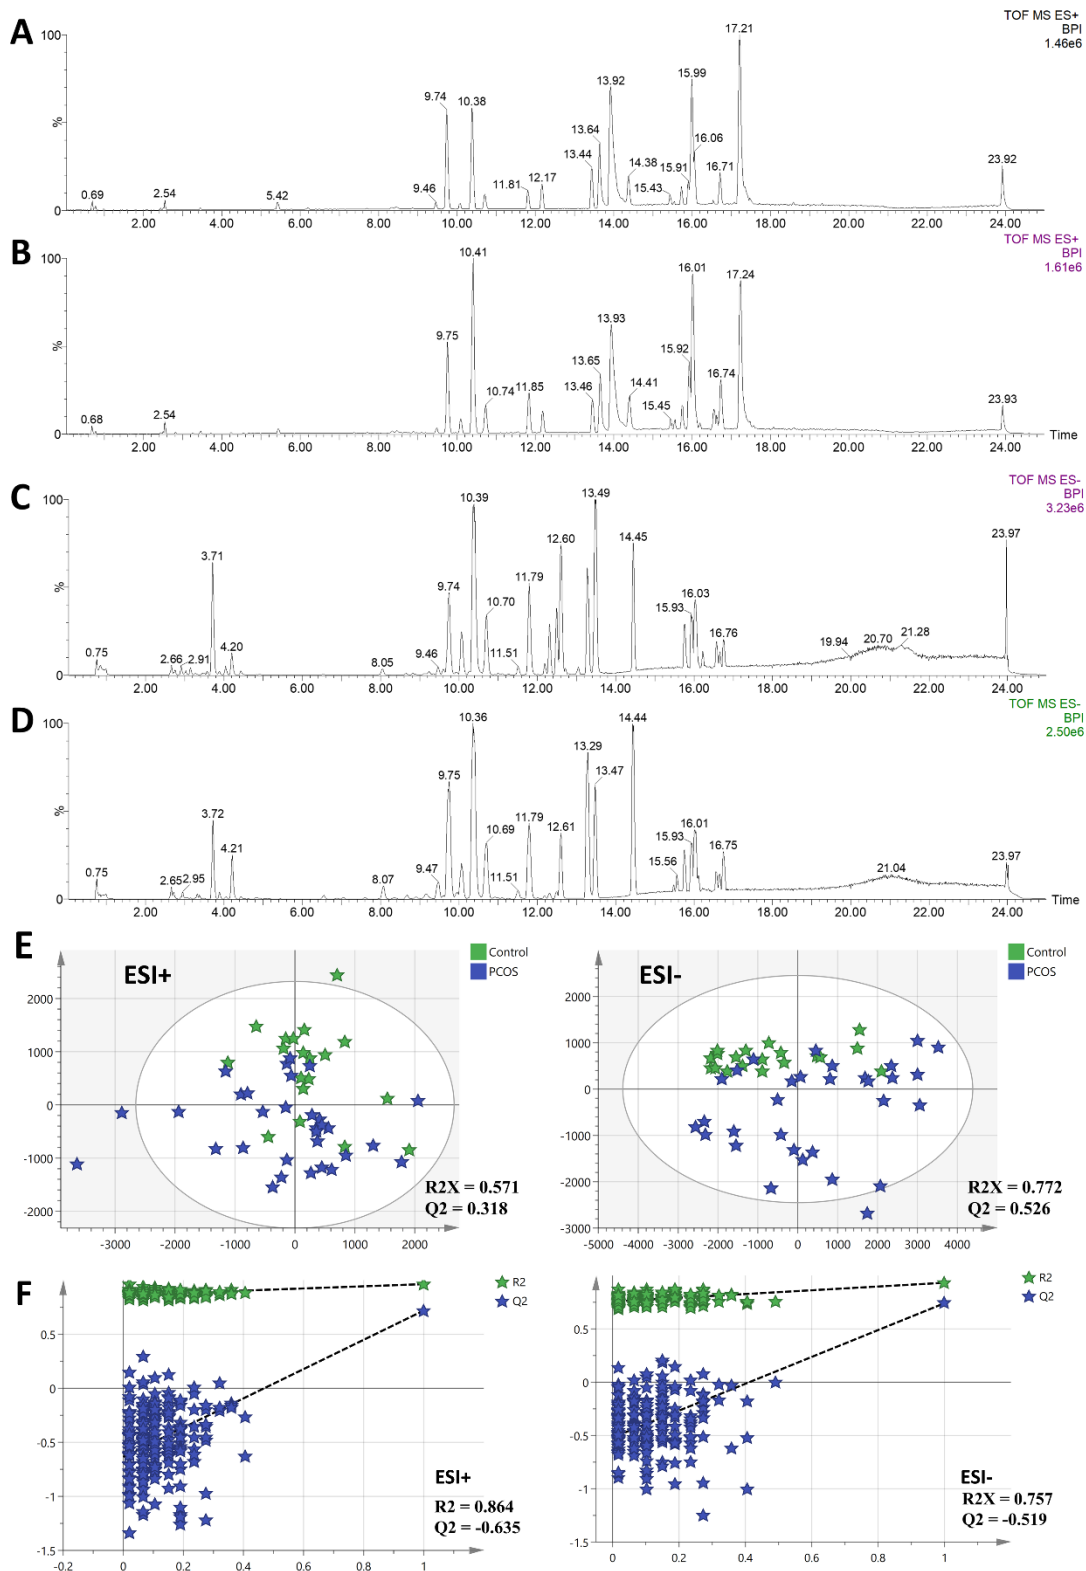 A
TOF MS ES+
BPI
1.46e6
100
%
0
0.69
2.54
5.42
9.46
9.74
10.38
11.81
12.17
13.44
13.64
13.92
14.38
15.43
15.91
15.99
16.06
16.71
17.21
23.92
2.00 4.00 6.00 8.00 10.00 12.00 14.00 16.00 18.00 20.00 22.00 24.00
B
TOF MS ES+
BPI
1.61e6
100
%
0
0.68
2.54
9.75
10.41
10.74
11.85
13.46
13.65
13.93
14.41
15.45
15.92
16.01
16.74
17.24
23.93
2.00 4.00 6.00 8.00 10.00 12.00 14.00 16.00 18.00 20.00 22.00 24.00
Time
C
TOF MS ES-
BPI
3.23e6
100
%
0
0.75
2.66
2.91
3.71
4.20
8.05
9.46
9.74
10.39
10.70
11.51
11.79
12.60
13.49
14.45
15.93
16.03
16.76
19.94
20.70
21.28
23.97
2.00 4.00 6.00 8.00 10.00 12.00 14.00 16.00 18.00 20.00 22.00 24.00
D
TOF MS ES-
BPI
2.50e6
100
%
0
0.75
2.65
2.95
3.72
4.21
8.07
9.47
9.75
10.36
10.69
11.51
11.79
12.61
13.29
13.47
14.44
15.56
15.93
16.01
16.75
21.04
23.97
2.00 4.00 6.00 8.00 10.00 12.00 14.00 16.00 18.00 20.00 22.00 24.00
Time
E
ESI+
Control
PCOS
2000
1000
0
-1000
-2000
R2X = 0.571
Q2 = 0.318
-3000 -2000 -1000 0 1000 2000
ESI-
Control
PCOS
2000
1000
0
-1000
-2000
-3000
R2X = 0.772
Q2 = 0.526
-5000 -4000 -3000 -2000 -1000 0 1000 2000 3000 4000
F
R2
Q2
0.5
0
-0.5
-1
-1.5
ESI+
R2 = 0.864
Q2 = -0.635
-0.2 0 0.2 0.4 0.6 0.8 1
R2
Q2
0.5
0
-0.5
-1
-1.5
ESI-
R2X = 0.757
Q2 = -0.519
0 0.2 0.4 0.6 0.8 1